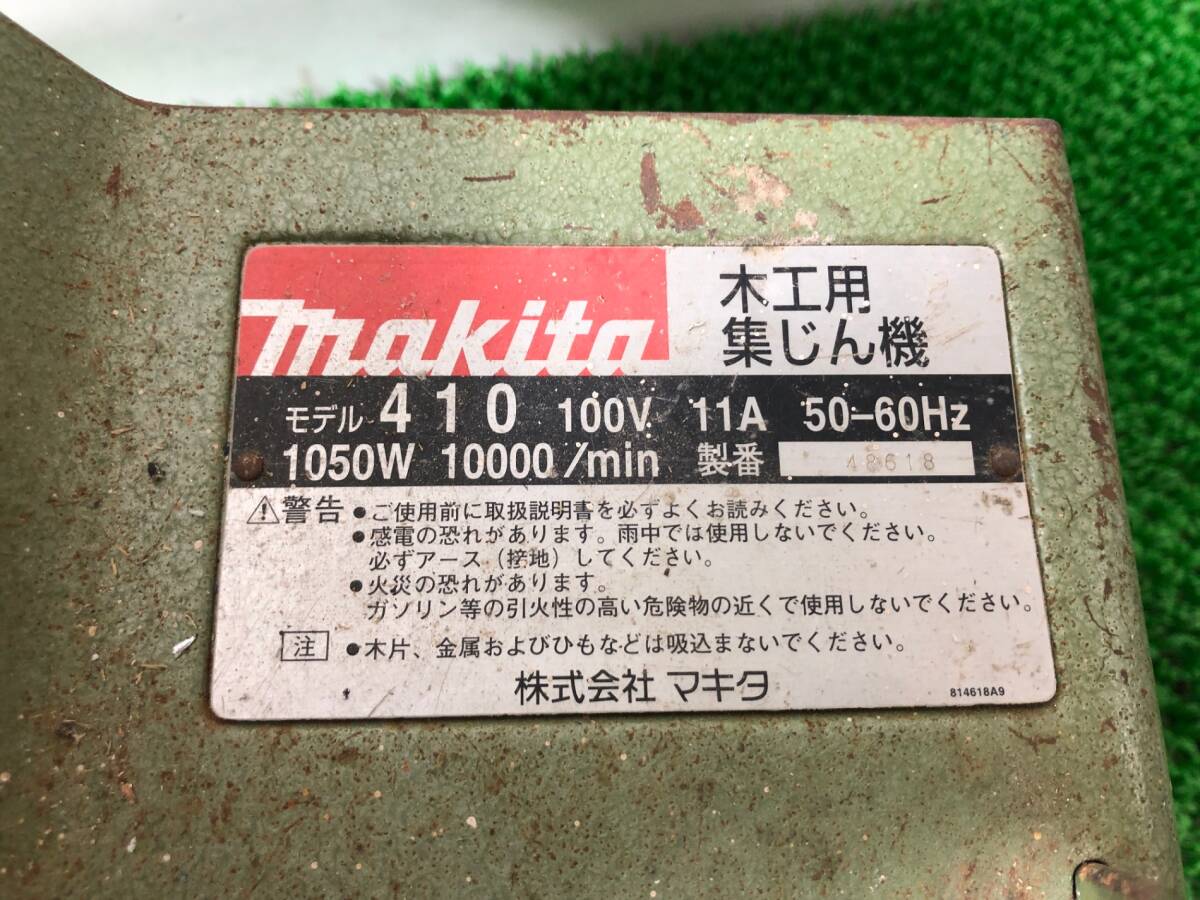 makita
木工用
集じん機
モデル 410 100V 11A 50-60Hz
1050W 10000/min 製番 48618
警告 ●ご使用前に取扱説明書を必ずよくお読みください。
●感電の恐れがあります。雨中では使用しないでください。
必ずアース(接地)してください。
●火災の恐れがあります。
ガソリン等の引火性の高い危険物の近くで使用しないでください。
注 ●木片、金属およびひもなどは吸込まないでください。
株式会社 マキタ
814618A9